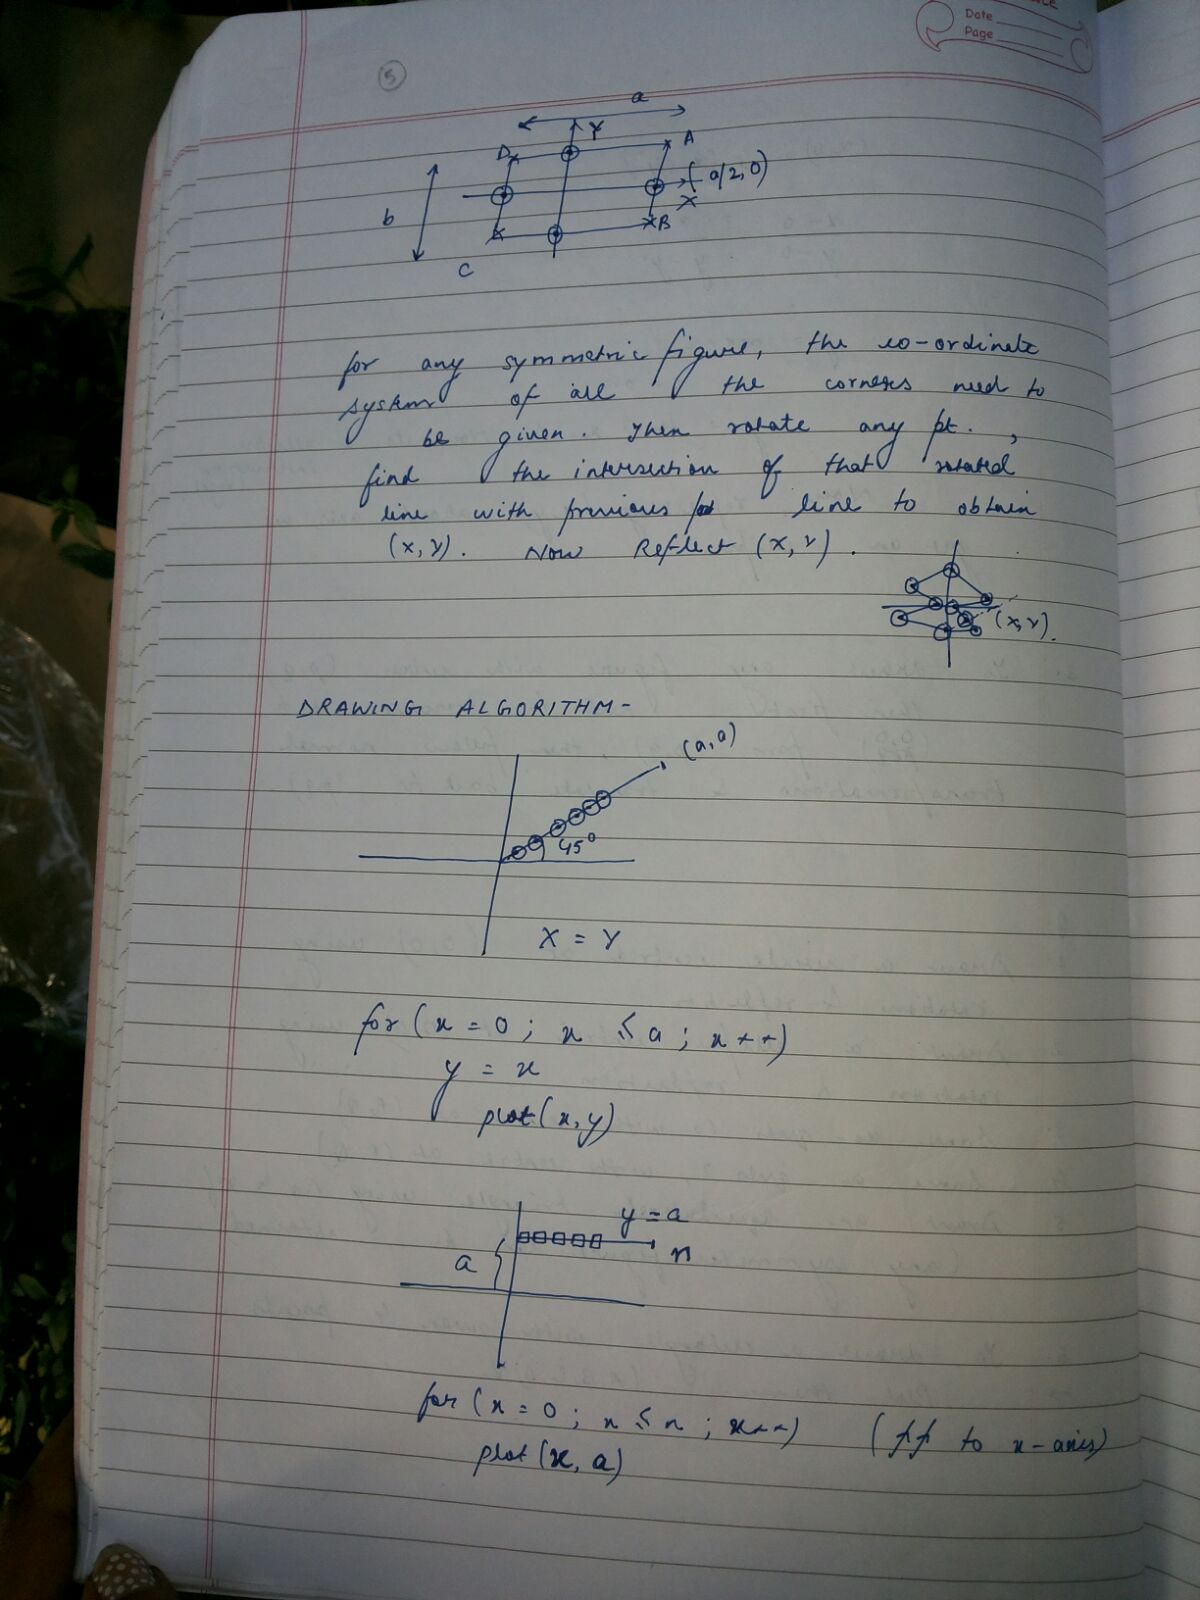 Date
Page
5
a
Y
D
A
(a/2, 0)
X
b
B
C
for any symmetric figure, the co-ordinate
system of all the corners need to
be given. Then rotate any pt.,
find the intersection of that rotated
line with previous line to obtain
(x, y). Now Reflect (x, y).
(x, y).
DRAWING ALGORITHM-
(a, a)
45°
X = Y
for (x = 0; x ≤ a; x++)
y = x
plot (x, y)
y = a
a
n
for (x = 0; x ≤ n; x++) (// to x-axis)
plot (x, a)